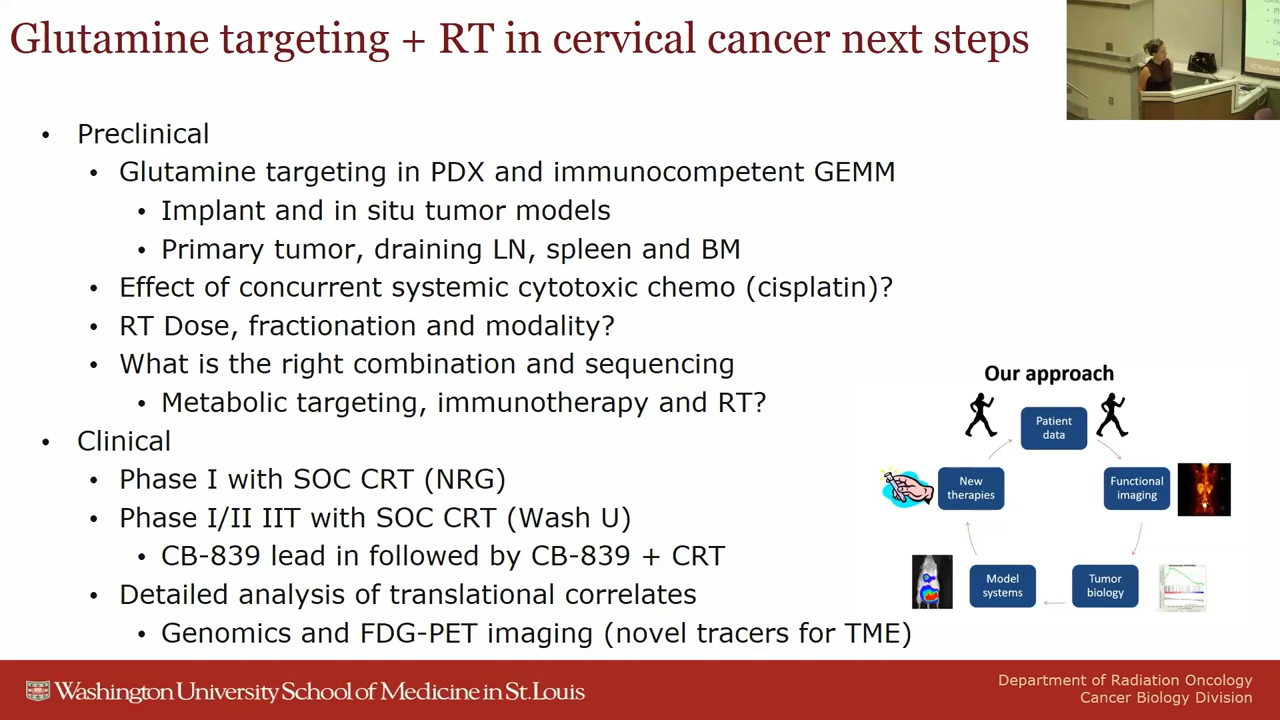 Glutamine targeting + RT in cervical cancer next steps
• Preclinical
• Glutamine targeting in PDX and immunocompetent GEMM
• Implant and in situ tumor models
• Primary tumor, draining LN, spleen and BM
• Effect of concurrent systemic cytotoxic chemo (cisplatin)?
• RT Dose, fractionation and modality?
• What is the right combination and sequencing
• Metabolic targeting, immunotherapy and RT?
• Clinical
• Phase I with SOC CRT (NRG)
• Phase I/II IIT with SOC CRT (Wash U)
• CB-839 lead in followed by CB-839 + CRT
• Detailed analysis of translational correlates
• Genomics and FDG-PET imaging (novel tracers for TME)
Our approach
Patient
data
Functional
imaging
Tumor
biology
Model
systems
New
therapies
Washington University School of Medicine in St. Louis
Department of Radiation Oncology
Cancer Biology Division